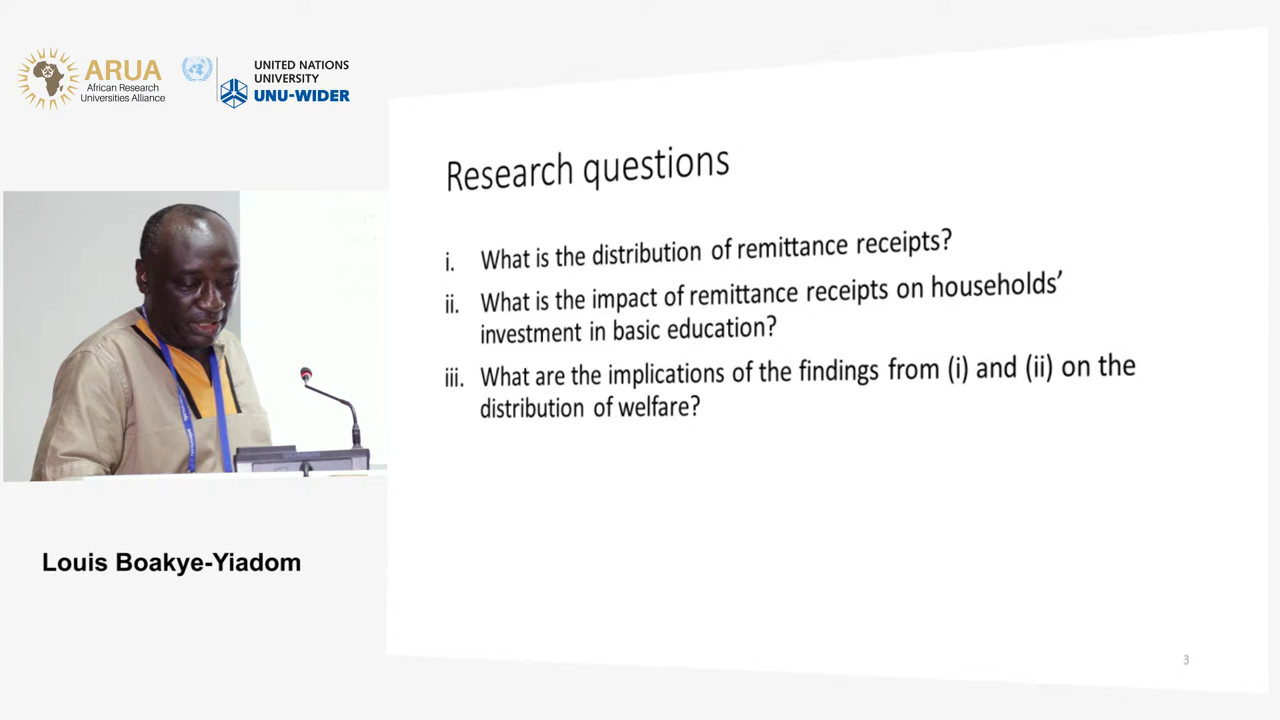 ARUA
African Research
Universities Alliance
UNITED NATIONS
UNIVERSITY
UNU-WIDER
Research questions
i. What is the distribution of remittance receipts?
ii. What is the impact of remittance receipts on households’
investment in basic education?
iii. What are the implications of the findings from (i) and (ii) on the
distribution of welfare?
Louis Boakye-Yiadom
3